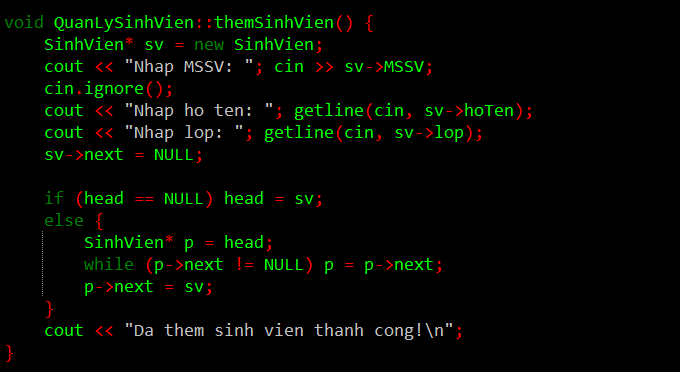 void QuanLySinhVien::themSinhVien() {
    SinhVien* sv = new SinhVien;
    cout << "Nhap MSSV: "; cin >> sv->MSSV;
    cin.ignore();
    cout << "Nhap ho ten: "; getline(cin, sv->hoTen);
    cout << "Nhap lop: "; getline(cin, sv->lop);
    sv->next = NULL;

    if (head == NULL) head = sv;
    else {
        SinhVien* p = head;
        while (p->next != NULL) p = p->next;
        p->next = sv;
    }
    cout << "Da them sinh vien thanh cong!\n";
}